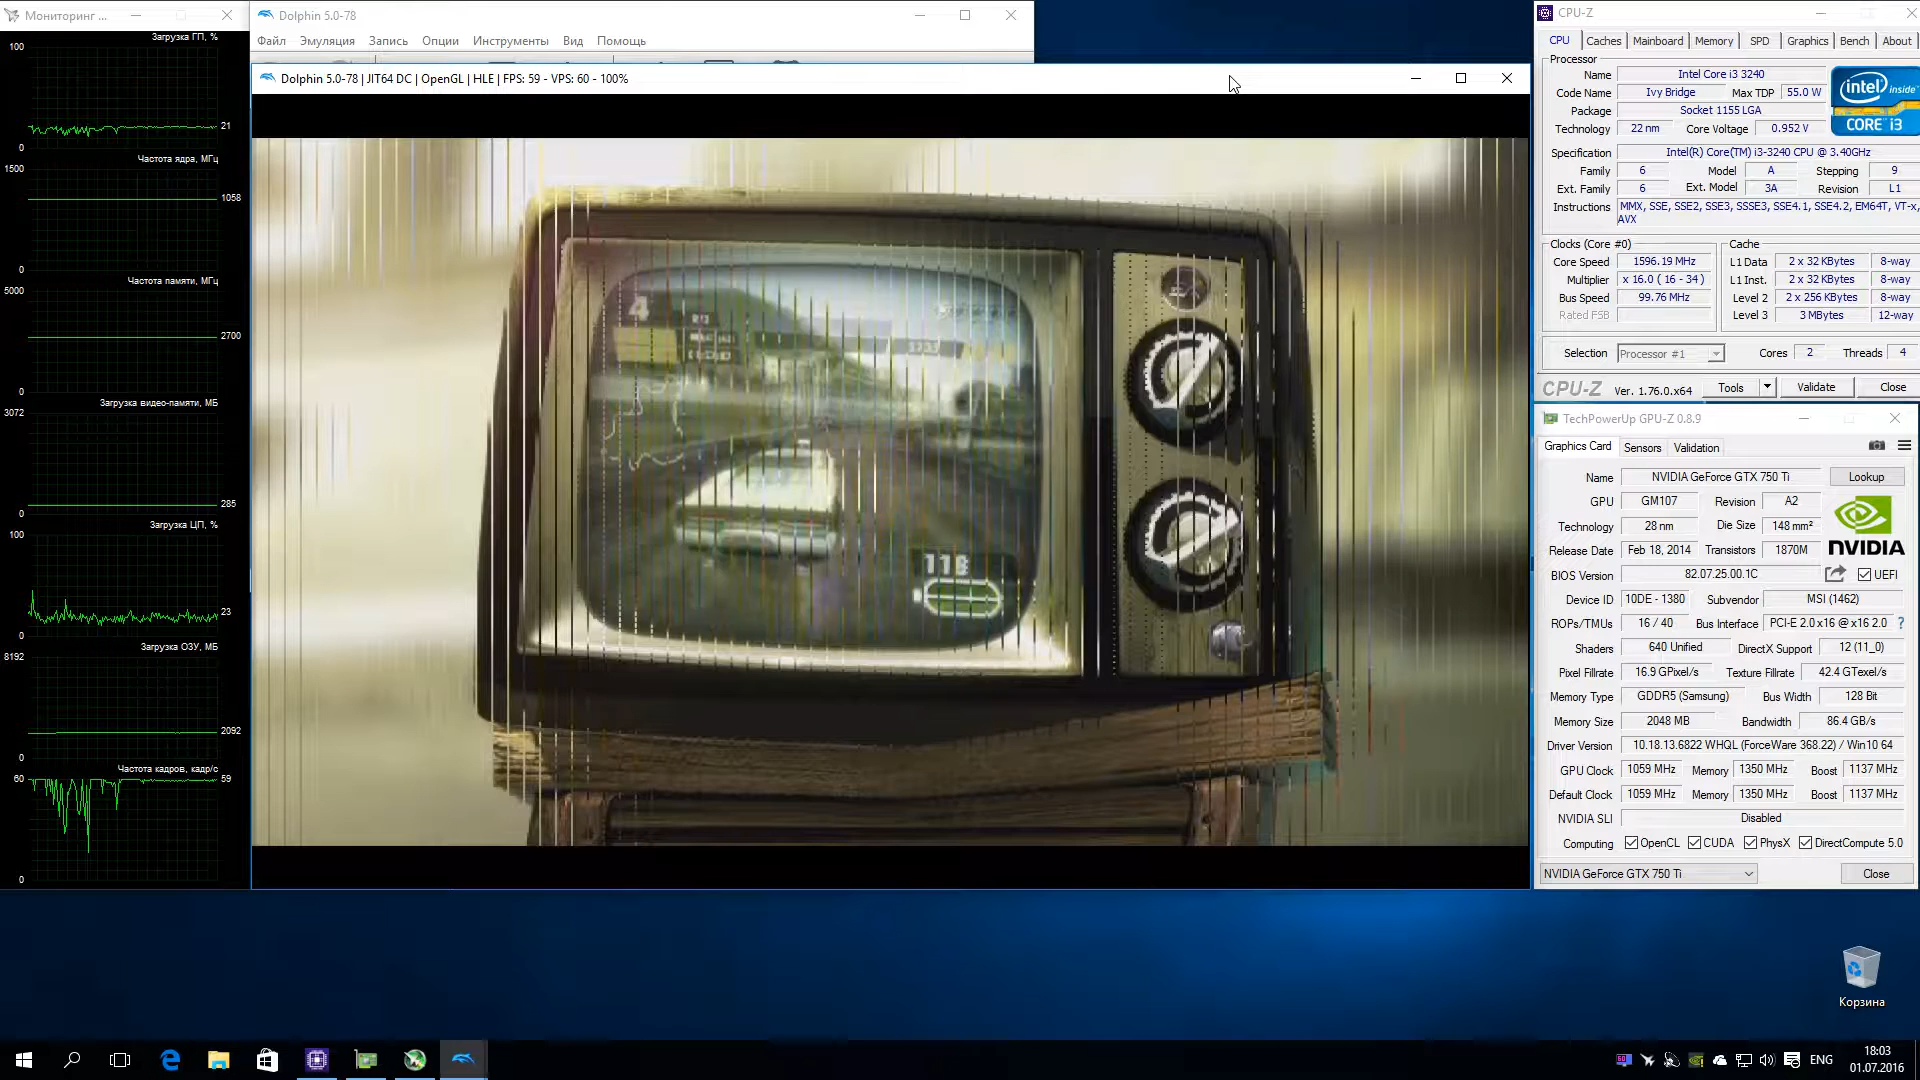 Мониторинг ...
Загрузка ГП, %
100
21
0
Частота ядра, МГц
1500
1058
0
Частота памяти, МГц
5000
2700
0
Загрузка видео-памяти, МБ
3072
285
0
Загрузка ЦП, %
100
23
0
Загрузка ОЗУ, МБ
8192
2092
0
Частота кадров, кадр/с
60
59
0
Dolphin 5.0-78
Файл Эмуляция Запись Опции Инструменты Вид Помощь
Dolphin 5.0-78 | JIT64 DC | OpenGL | HLE | FPS: 59 - VPS: 60 - 100%
4
118
CPU-Z
CPU Caches Mainboard Memory SPD Graphics Bench About
Processor
Name Intel Core i3 3240
Code Name Ivy Bridge Max TDP 55.0 W
Package Socket 1155 LGA
Technology 22 nm Core Voltage 0.952 V
intel inside
CORE i3
Specification Intel(R) Core(TM) i3-3240 CPU @ 3.40GHz
Family 6 Model A Stepping 9
Ext. Family 6 Ext. Model 3A Revision L1
Instructions MMX, SSE, SSE2, SSE3, SSSE3, SSE4.1, SSE4.2, EM64T, VT-x,
AVX
Clocks (Core #0)
Core Speed 1596.19 MHz
Multiplier x 16.0 ( 16 - 34 )
Bus Speed 99.76 MHz
Rated FSB
Cache
L1 Data 2 x 32 KBytes 8-way
L1 Inst. 2 x 32 KBytes 8-way
Level 2 2 x 256 KBytes 8-way
Level 3 3 MBytes 12-way
Selection Processor #1 Cores 2 Threads 4
CPU-Z Ver. 1.76.0.x64 Tools Validate Close
TechPowerUp GPU-Z 0.8.9
Graphics Card Sensors Validation
Name NVIDIA GeForce GTX 750 Ti Lookup
GPU GM107 Revision A2
Technology 28 nm Die Size 148 mm²
Release Date Feb 18, 2014 Transistors 1870M
NVIDIA
BIOS Version 82.07.25.00.1C UEFI
Device ID 10DE - 1380 Subvendor MSI (1462)
ROPs/TMUs 16 / 40 Bus Interface PCI-E 2.0 x16 @ x16 2.0 ?
Shaders 640 Unified DirectX Support 12 (11_0)
Pixel Fillrate 16.9 GPixel/s Texture Fillrate 42.4 GTexel/s
Memory Type GDDR5 (Samsung) Bus Width 128 Bit
Memory Size 2048 MB Bandwidth 86.4 GB/s
Driver Version 10.18.13.6822 WHQL (ForceWare 368.22) / Win10 64
GPU Clock 1059 MHz Memory 1350 MHz Boost 1137 MHz
Default Clock 1059 MHz Memory 1350 MHz Boost 1137 MHz
NVIDIA SLI Disabled
Computing OpenCL CUDA PhysX DirectCompute 5.0
NVIDIA GeForce GTX 750 Ti Close
Корзина
ENG
18:03
01.07.2016